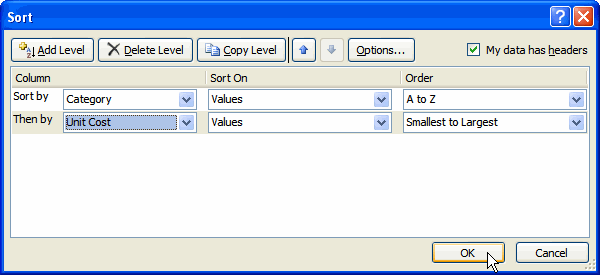 Sort
Add Level Delete Level Copy Level Options... My data has headers
Column Sort On Order
Sort by Category Values A to Z
Then by Unit Cost Values Smallest to Largest
OK Cancel